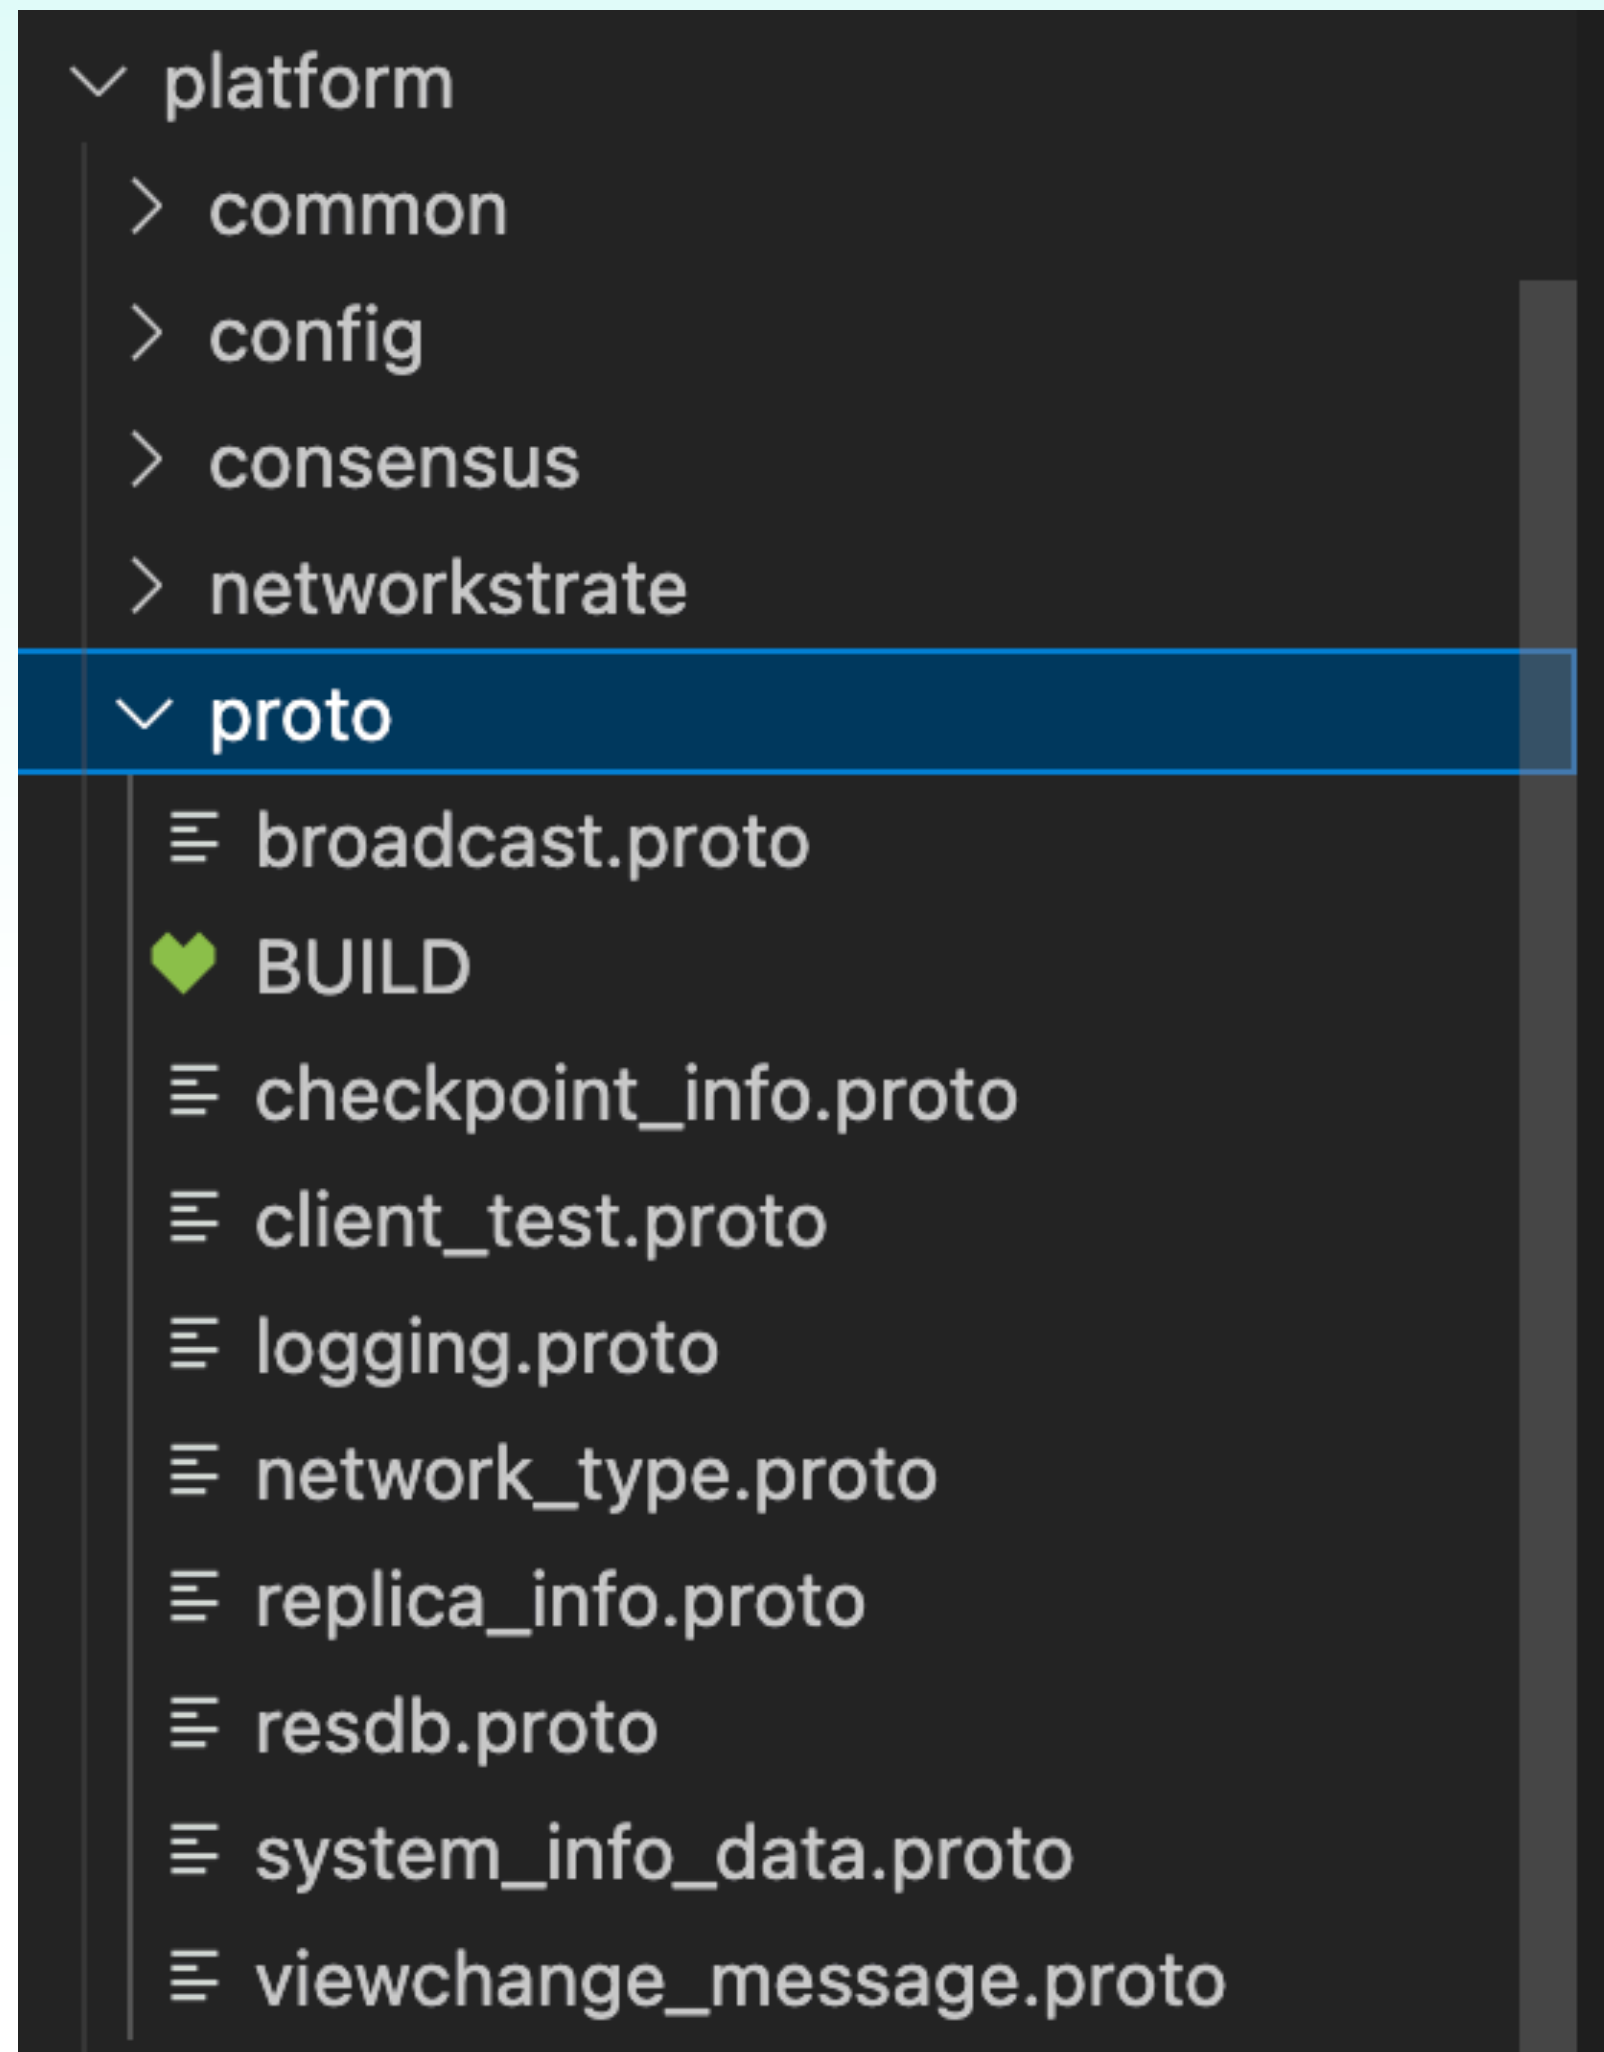 platform
common
config
consensus
networkstrate
proto
broadcast.proto
BUILD
checkpoint_info.proto
client_test.proto
logging.proto
network_type.proto
replica_info.proto
resdb.proto
system_info_data.proto
viewchange_message.proto